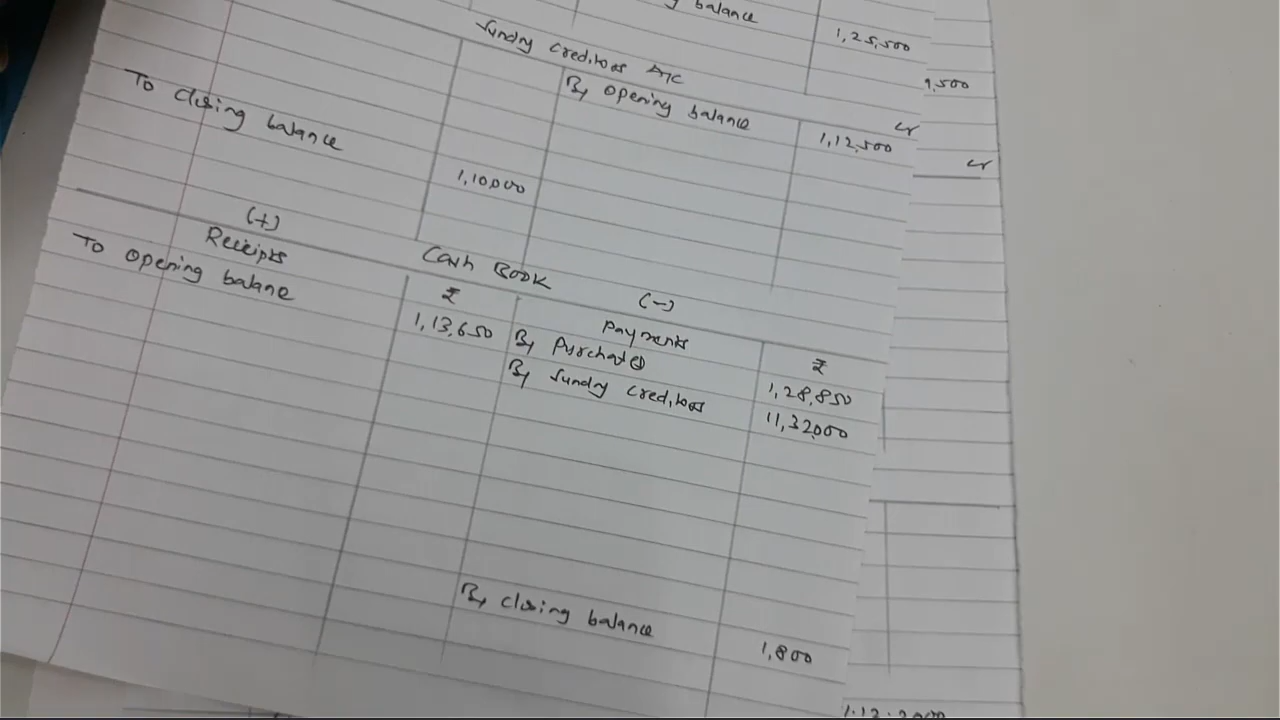 balance 1,25,500
Sundry Creditors A/c
9,500
cr
cr
By Opening balance 1,12,500
To Closing balance 1,10,000
(+) Cash Book (-)
Receipts ₹ Payments ₹
To Opening balance 1,13,650 By Purchases 1,28,850
By Sundry Creditors 11,32,000
By Closing balance 1,800